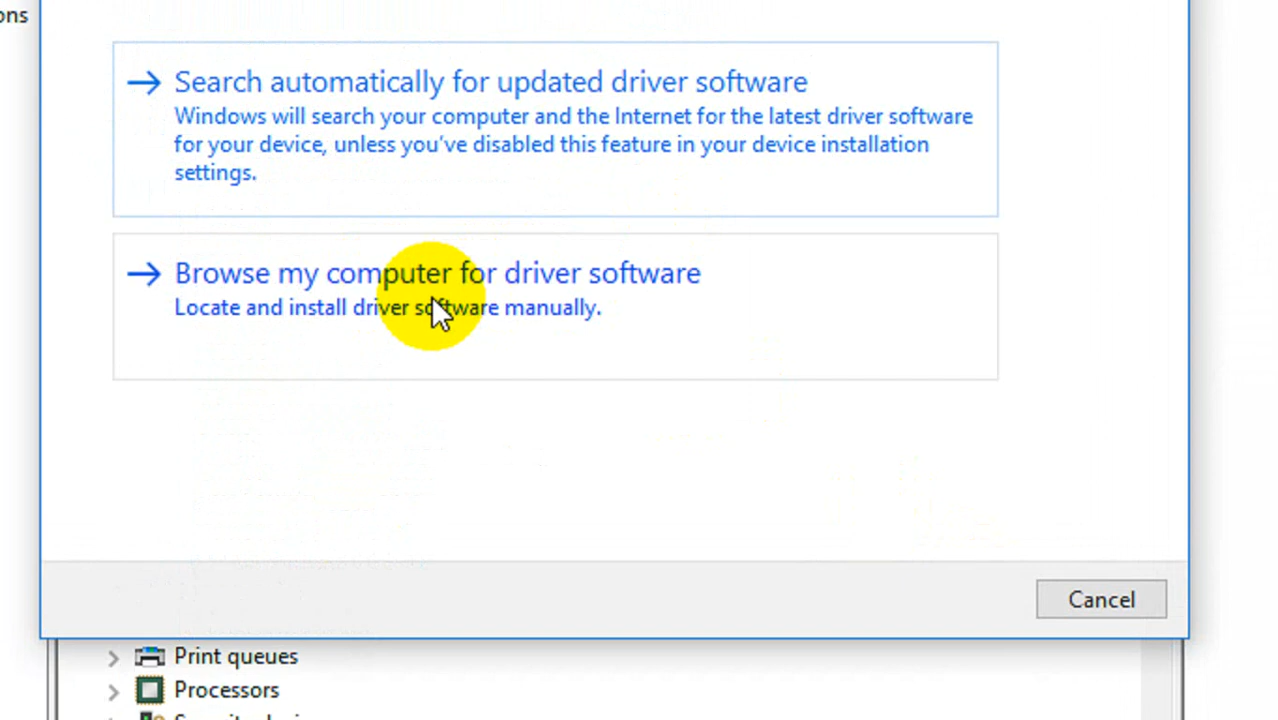 ons
Search automatically for updated driver software
Windows will search your computer and the Internet for the latest driver software
for your device, unless you've disabled this feature in your device installation
settings.
Browse my computer for driver software
Locate and install driver software manually.
Cancel
Print queues
Processors